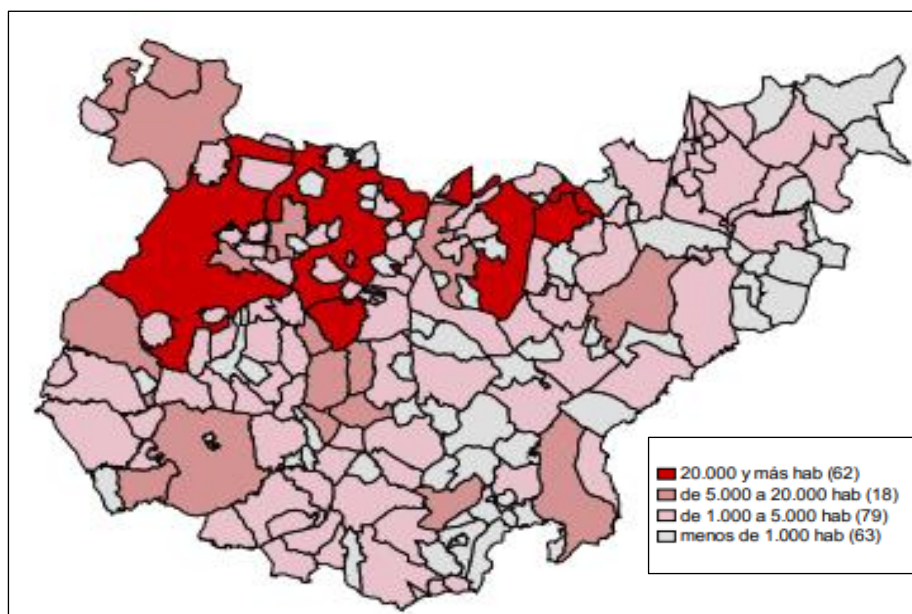 20.000 y más hab (62)
de 5.000 a 20.000 hab (18)
de 1.000 a 5.000 hab (79)
menos de 1.000 hab (63)